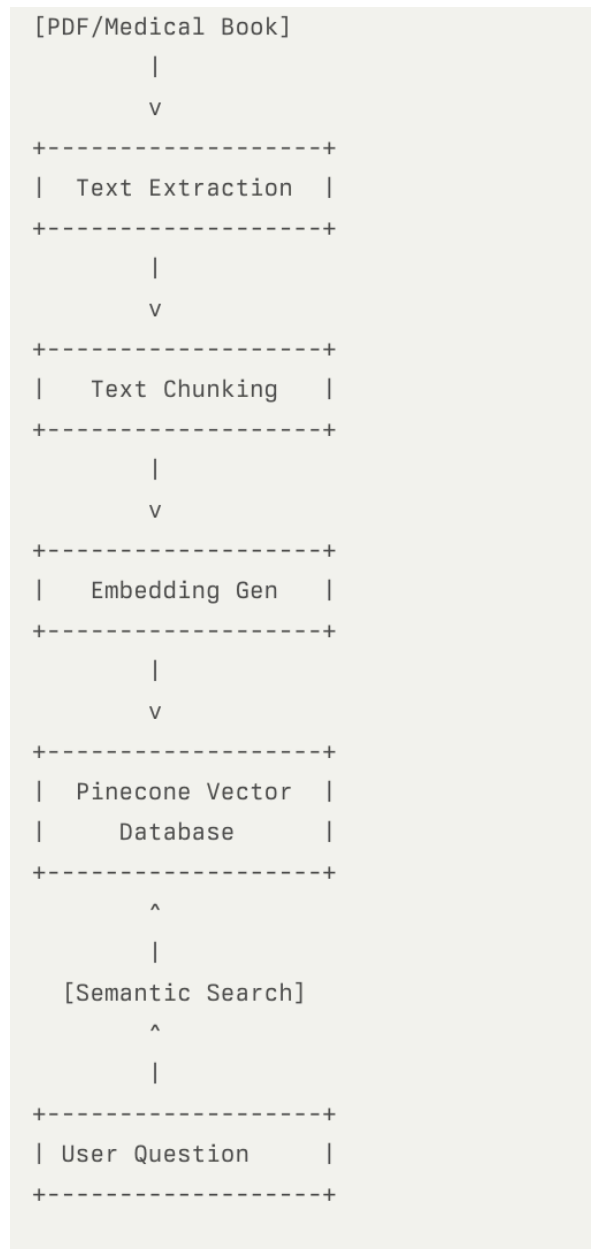 [PDF/Medical Book]
|
v
+-------------------+
|  Text Extraction  |
+-------------------+
|
v
+-------------------+
|   Text Chunking   |
+-------------------+
|
v
+-------------------+
|   Embedding Gen   |
+-------------------+
|
v
+-------------------+
|  Pinecone Vector  |
|     Database      |
+-------------------+
^
|
[Semantic Search]
^
|
+-------------------+
| User Question     |
+-------------------+